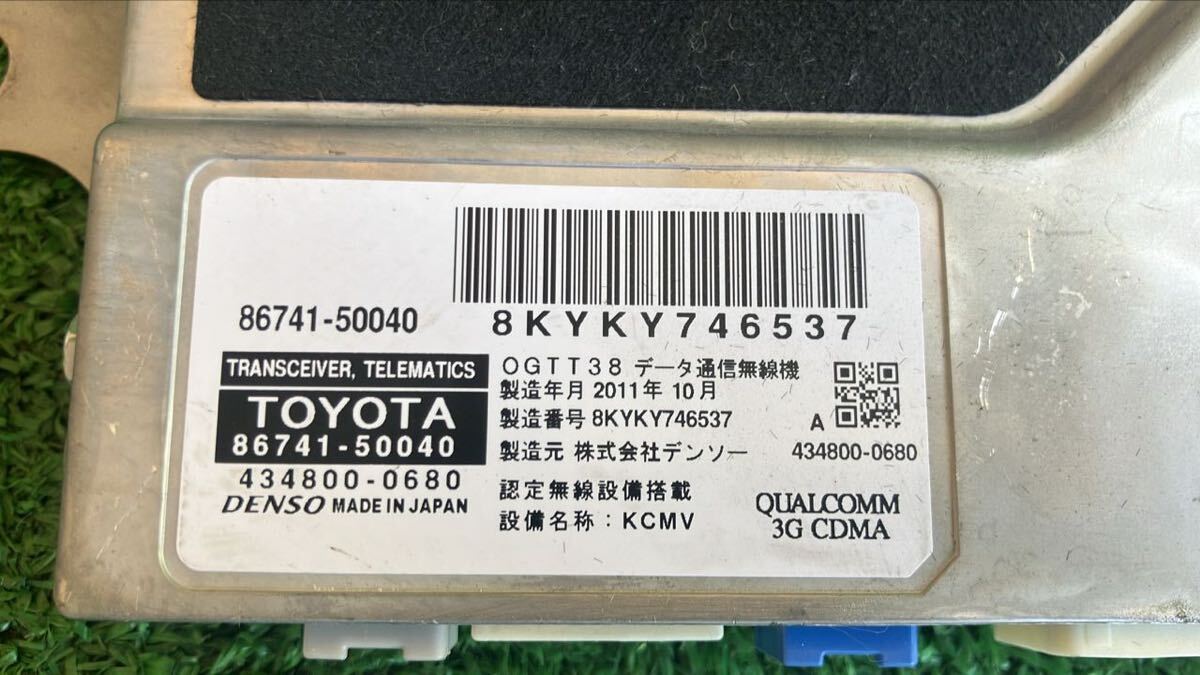 86741-50040
8KYKY746537
TRANSCEIVER, TELEMATICS
TOYOTA
86741-50040
434800-0680
DENSO MADE IN JAPAN
OGTT38 データ通信無線機
製造年月 2011年 10月
製造番号 8KYKY746537
製造元 株式会社デンソー
認定無線設備搭載
設備名称：KCMV
A
434800-0680
QUALCOMM
3G CDMA